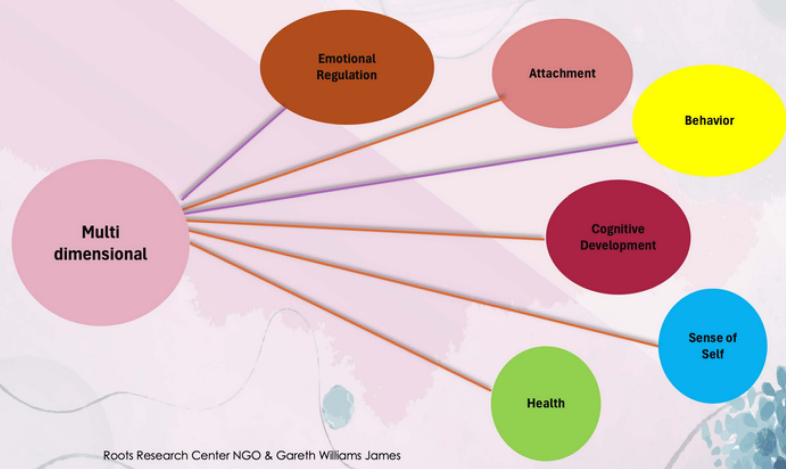 Emotional
Regulation
Attachment
Behavior
Multi
dimensional
Cognitive
Development
Sense of
Self
Health
Roots Research Center NGO & Gareth Williams James